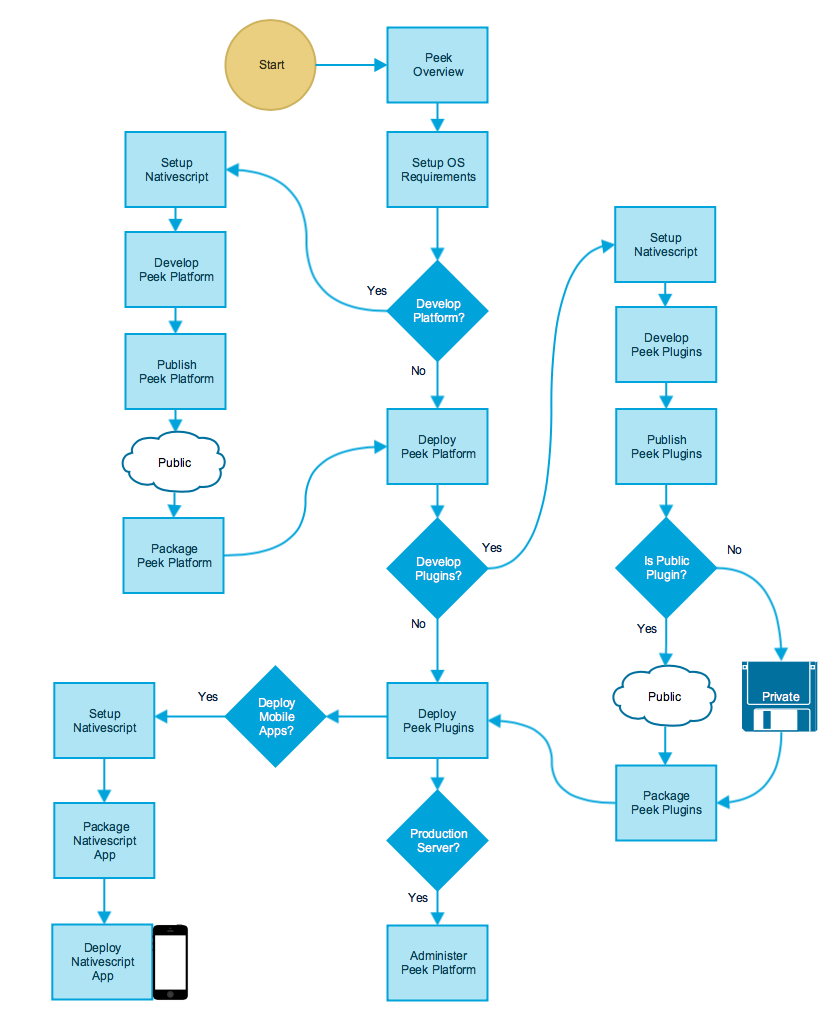 Start
Peek
Overview
Setup
Nativescript
Setup OS
Requirements
Setup
Nativescript
Develop
Peek Platform
Yes
Develop
Platform?
Develop
Peek Plugins
Publish
Peek Platform
No
Public
Deploy
Peek Platform
Publish
Peek Plugins
Package
Peek Platform
Develop
Plugins?
Yes
Is Public
Plugin?
No
No
Yes
Setup
Nativescript
Yes
Deploy
Mobile
Apps?
Deploy
Peek Plugins
Public
Private
Package
Nativescript
App
Production
Server?
Package
Peek Plugins
Yes
Deploy
Nativescript
App
Administer
Peek Platform